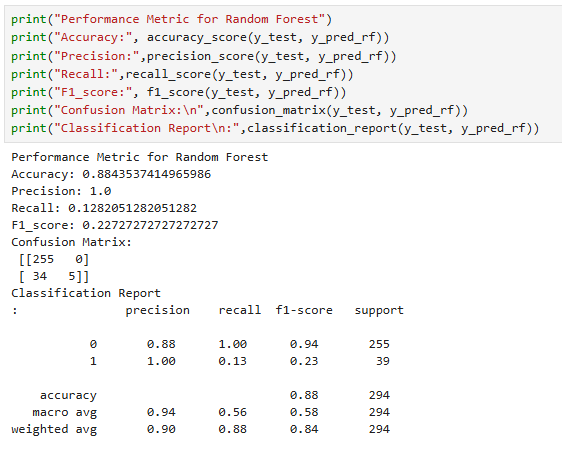 print("Performance Metric for Random Forest")
print("Accuracy:", accuracy_score(y_test, y_pred_rf))
print("Precision:",precision_score(y_test, y_pred_rf))
print("Recall:",recall_score(y_test, y_pred_rf))
print("F1_score:", f1_score(y_test, y_pred_rf))
print("Confusion Matrix:\n",confusion_matrix(y_test, y_pred_rf))
print("Classification Report\n:",classification_report(y_test, y_pred_rf))
Performance Metric for Random Forest
Accuracy: 0.8843537414965986
Precision: 1.0
Recall: 0.1282051282051282
F1_score: 0.22727272727272727
Confusion Matrix:
 [[255   0]
 [ 34   5]]
Classification Report
:               precision    recall  f1-score   support
           0       0.88      1.00      0.94       255
           1       1.00      0.13      0.23        39
    accuracy                           0.88       294
   macro avg       0.94      0.56      0.58       294
weighted avg       0.90      0.88      0.84       294